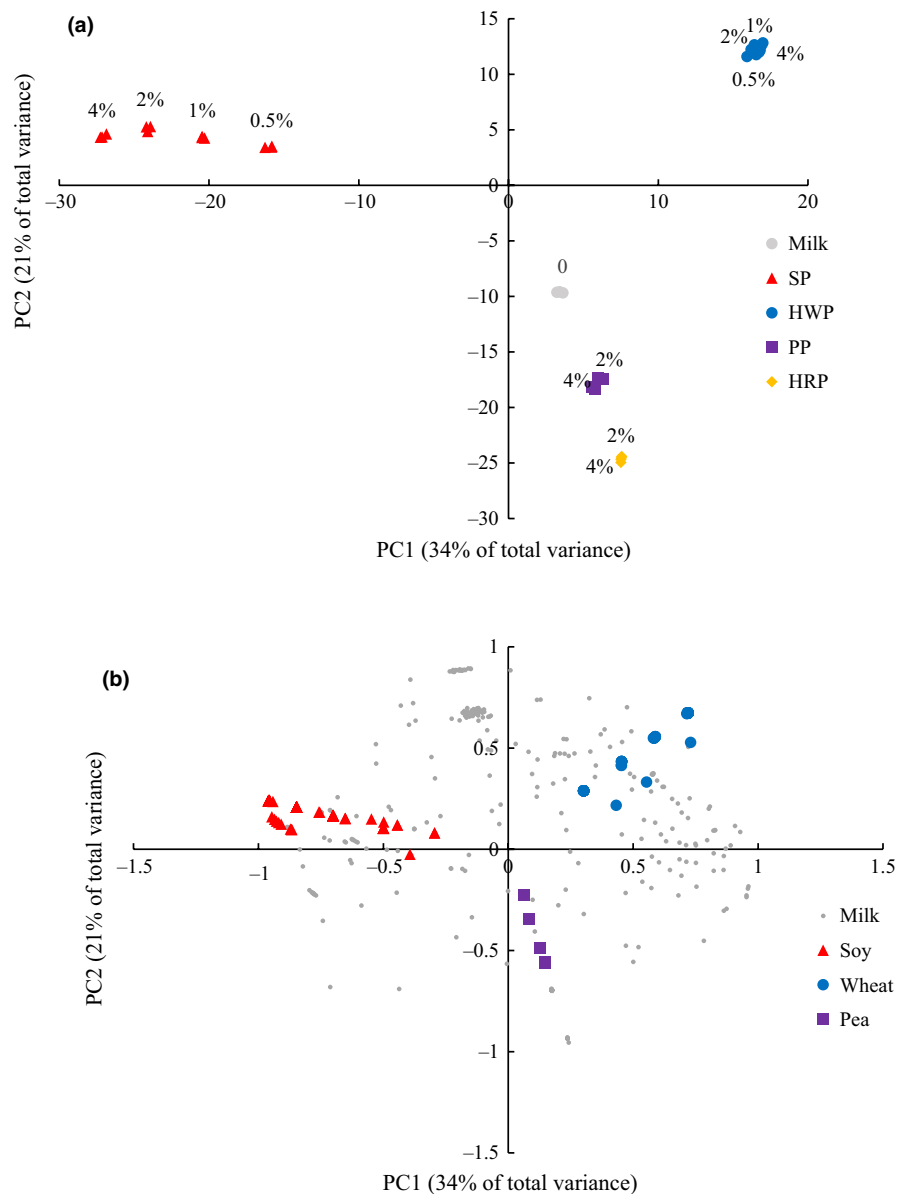 (a)
15
10
5
0
–5
–10
–15
–20
–25
–30
–30 –20 –10 0 10 20
4% 2% 1% 0.5%
2% 1% 4% 0.5%
0
2%
4%
2%
4%
PC2 (21% of total variance)
PC1 (34% of total variance)
Milk
SP
HWP
PP
HRP
(b)
1
0.5
0
–0.5
–1
–1.5
–1 –0.5 0 0.5 1 1.5
PC2 (21% of total variance)
PC1 (34% of total variance)
Milk
Soy
Wheat
Pea